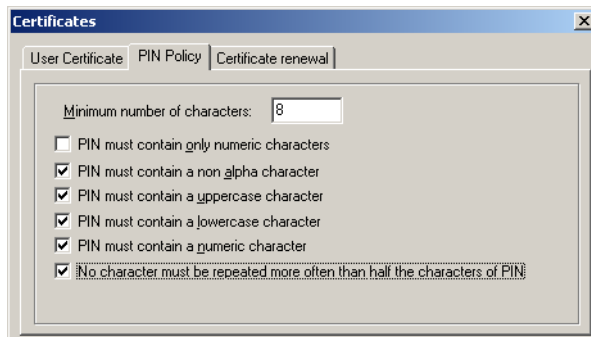 Certificates
User Certificate PIN Policy Certificate renewal
Minimum number of characters: 8
PIN must contain only numeric characters
PIN must contain a non alpha character
PIN must contain a uppercase character
PIN must contain a lowercase character
PIN must contain a numeric character
No character must be repeated more often than half the characters of PIN